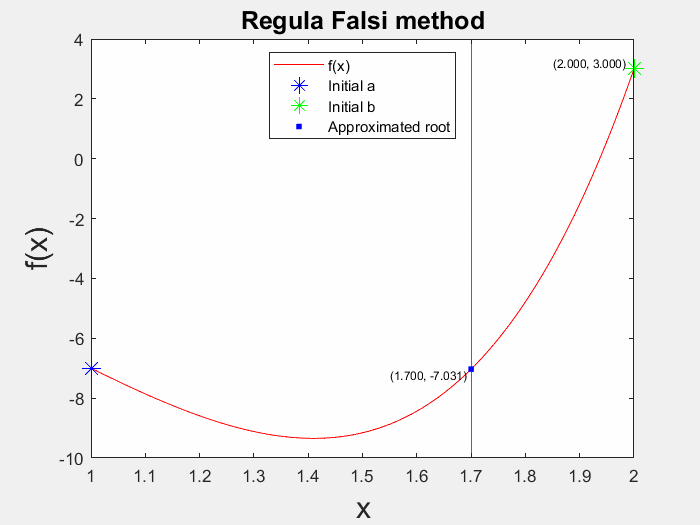 Regula Falsi method
f(x)
Initial a
Initial b
Approximated root
(2.000, 3.000)
(1.700, -7.031)
4
2
0
-2
-4
-6
-8
-10
f(x)
1 1.1 1.2 1.3 1.4 1.5 1.6 1.7 1.8 1.9 2
x